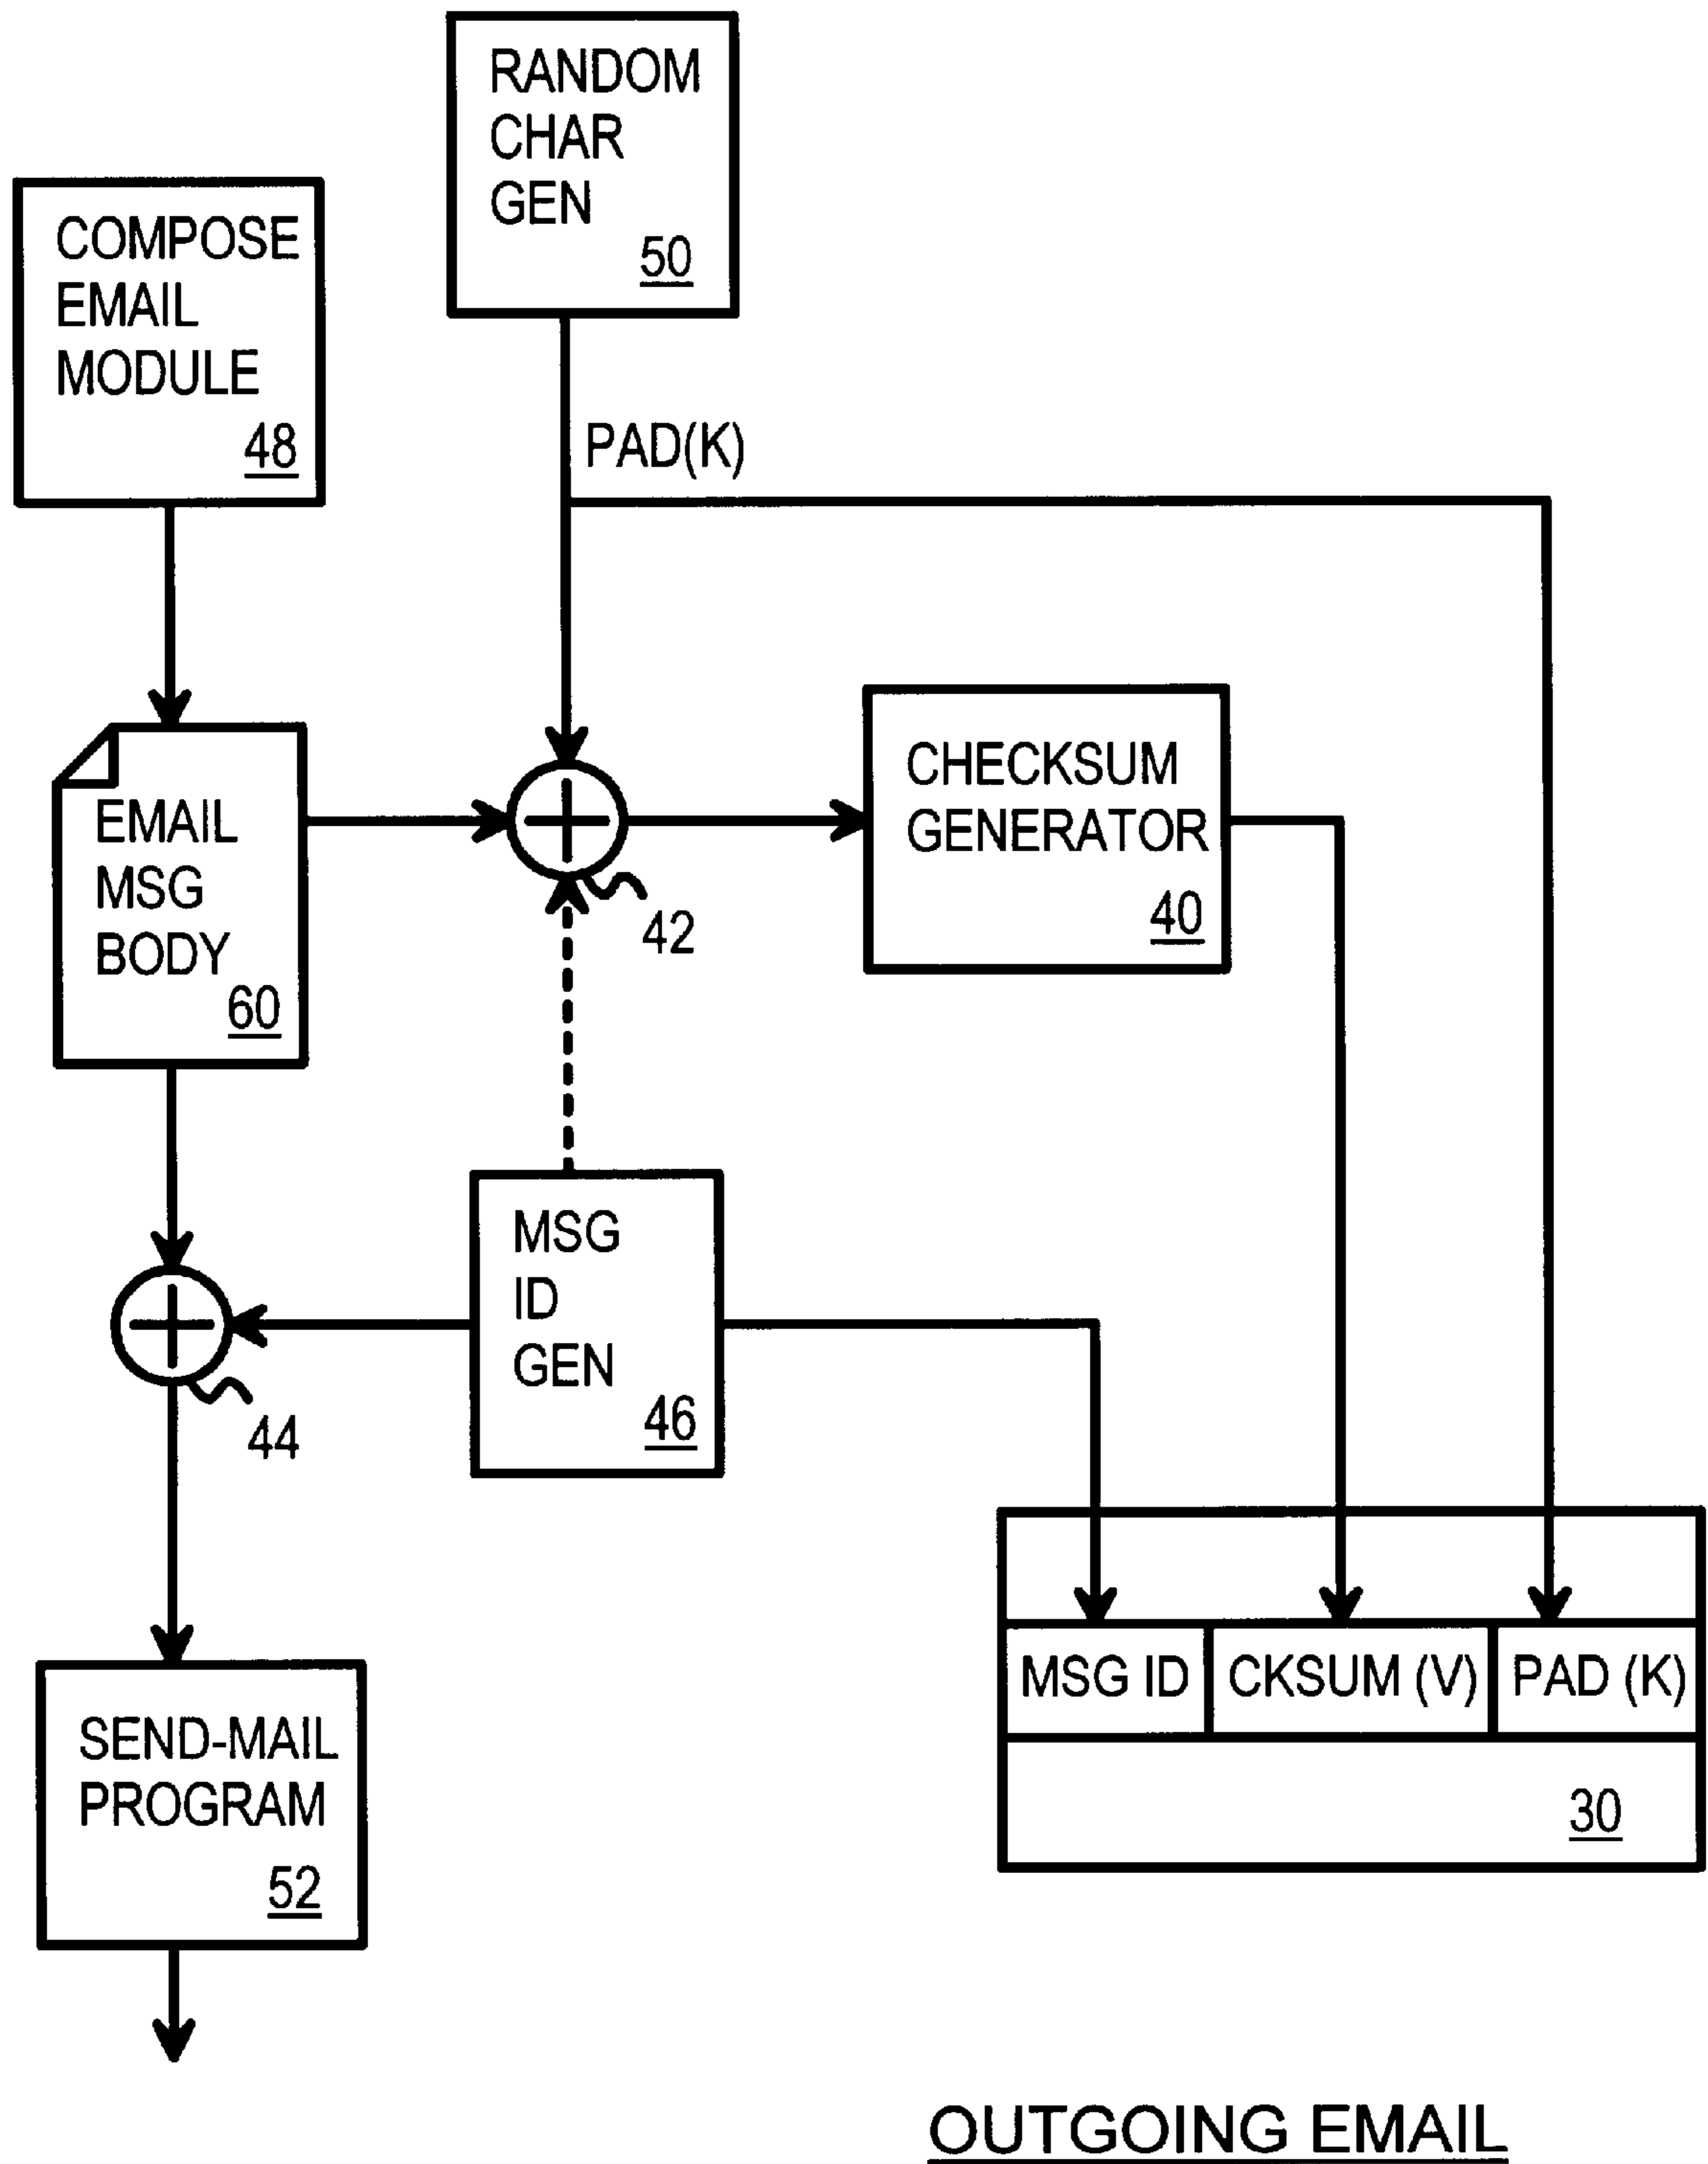 RANDOM
CHAR
GEN
50
COMPOSE
EMAIL
MODULE
48
PAD(K)
CHECKSUM
GENERATOR
40
EMAIL
MSG
BODY
60
42
MSG
ID
GEN
46
44
MSG ID
CKSUM (V)
PAD (K)
30
SEND-MAIL
PROGRAM
52
OUTGOING EMAIL